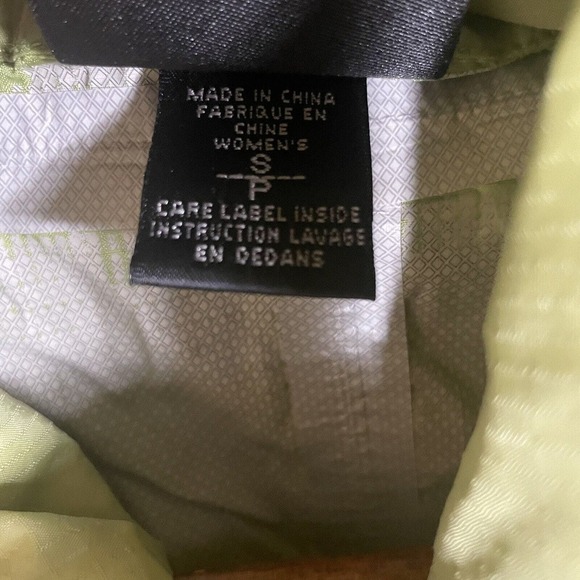 MADE IN CHINA
FABRIQUE EN
CHINE
WOMEN'S
S
P
CARE LABEL INSIDE
INSTRUCTION LAVAGE
EN DEDANS